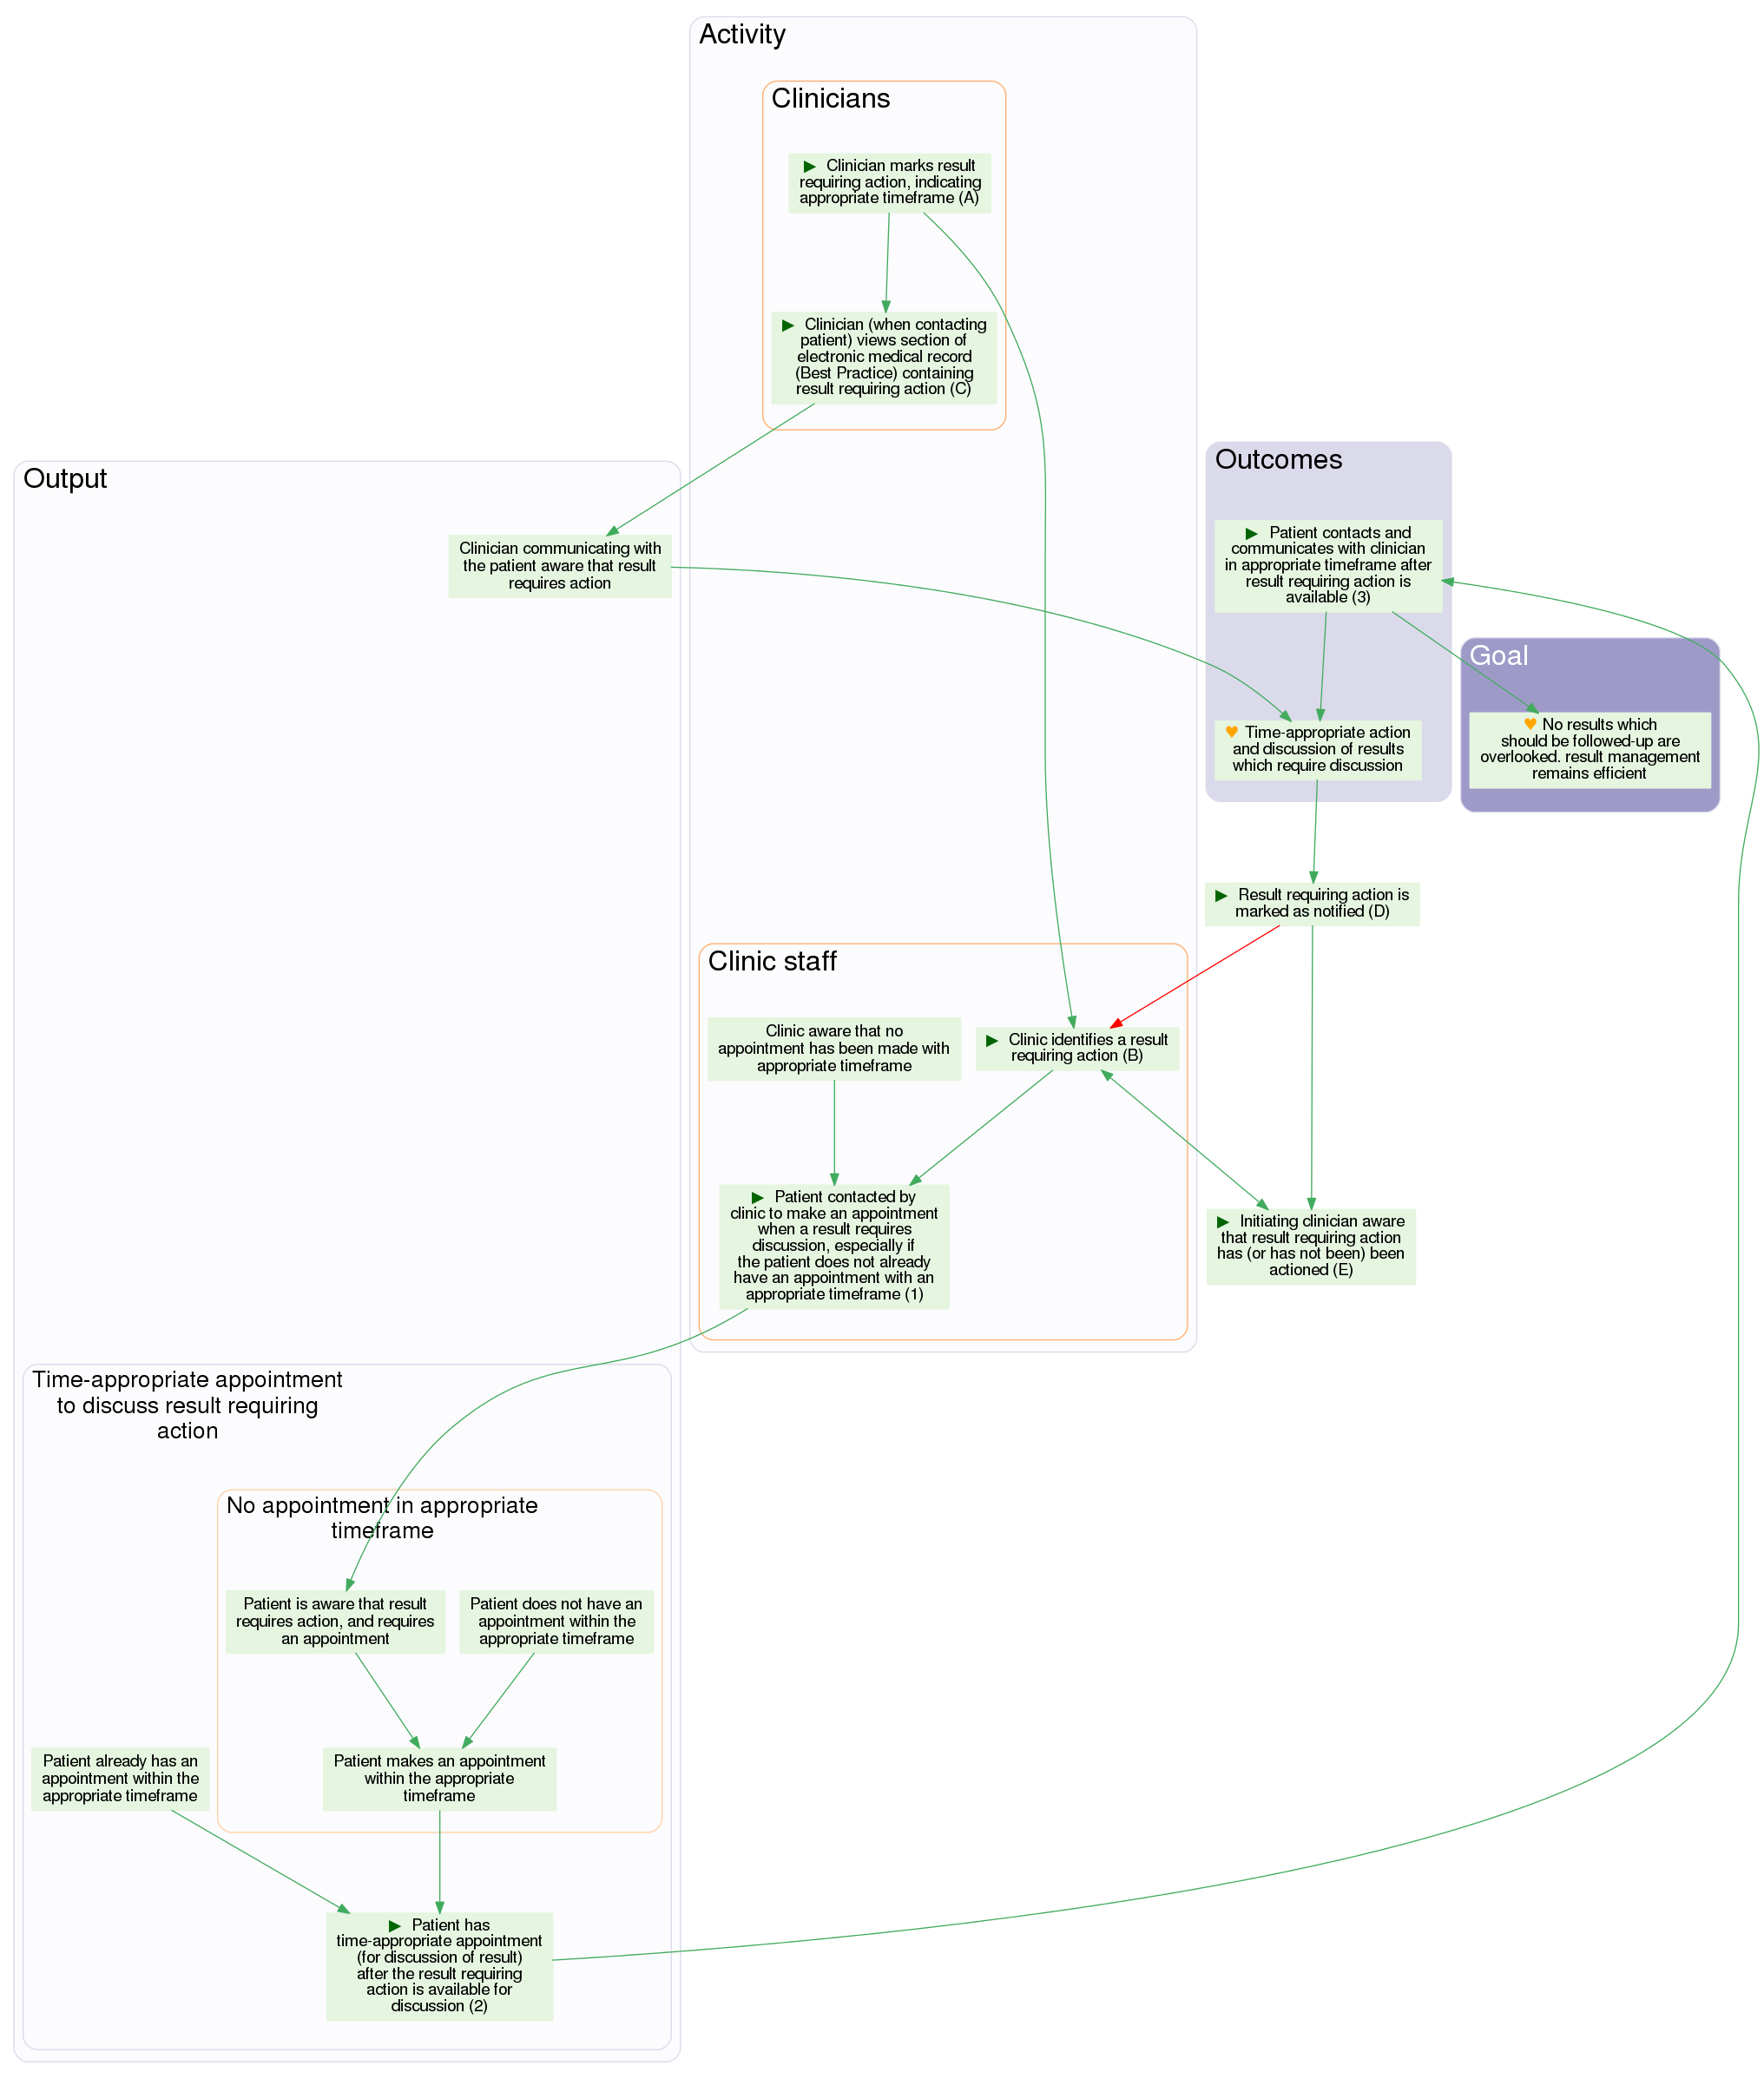 Activity
Clinicians
▶ Clinician marks result
requiring action, indicating
appropriate timeframe (A)
▶ Clinician (when contacting
patient) views section of
electronic medical record
(Best Practice) containing
result requiring action (C)
Output
Clinician communicating with
the patient aware that result
requires action
Outcomes
▶ Patient contacts and
communicates with clinician
in appropriate timeframe after
result requiring action is
available (3)
♥ Time-appropriate action
and discussion of results
which require discussion
Goal
♥ No results which
should be followed-up are
overlooked. result management
remains efficient
▶ Result requiring action is
marked as notified (D)
Clinic staff
Clinic aware that no
appointment has been made with
appropriate timeframe
▶ Clinic identifies a result
requiring action (B)
▶ Patient contacted by
clinic to make an appointment
when a result requires
discussion, especially if
the patient does not already
have an appointment with an
appropriate timeframe (1)
▶ Initiating clinician aware
that result requiring action
has (or has not been) been
actioned (E)
Time-appropriate appointment
to discuss result requiring
action
No appointment in appropriate
timeframe
Patient is aware that result
requires action, and requires
an appointment
Patient does not have an
appointment within the
appropriate timeframe
Patient already has an
appointment within the
appropriate timeframe
Patient makes an appointment
within the appropriate
timeframe
▶ Patient has
time-appropriate appointment
(for discussion of result)
after the result requiring
action is available for
discussion (2)